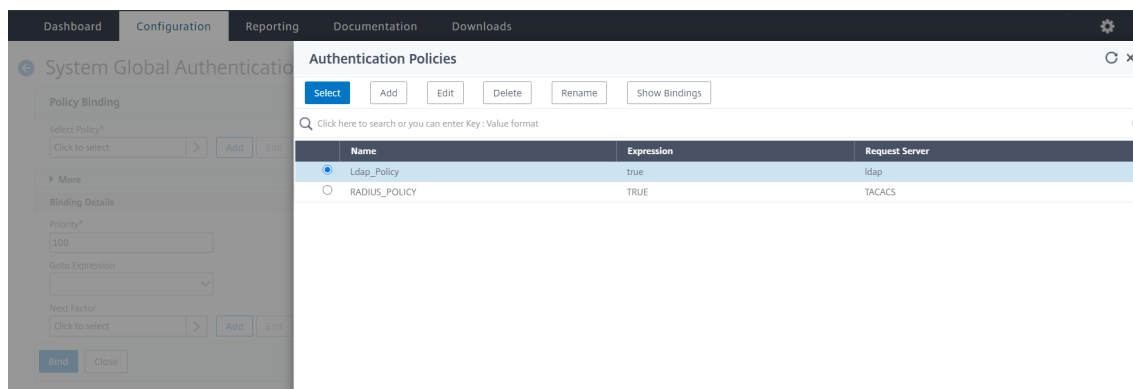 Dashboard Configuration Reporting Documentation Downloads
System Global Authenticatio
Policy Binding
Select Policy*
Click to select Add Edit
More
Binding Details
Priority*
100
Goto Expression
Next Factor
Click to select Add Edit
Bind Close
Authentication Policies
Select Add Edit Delete Rename Show Bindings
Click here to search or you can enter Key : Value format
Name Expression Request Server
Ldap_Policy true ldap
RADIUS_POLICY TRUE TACACS